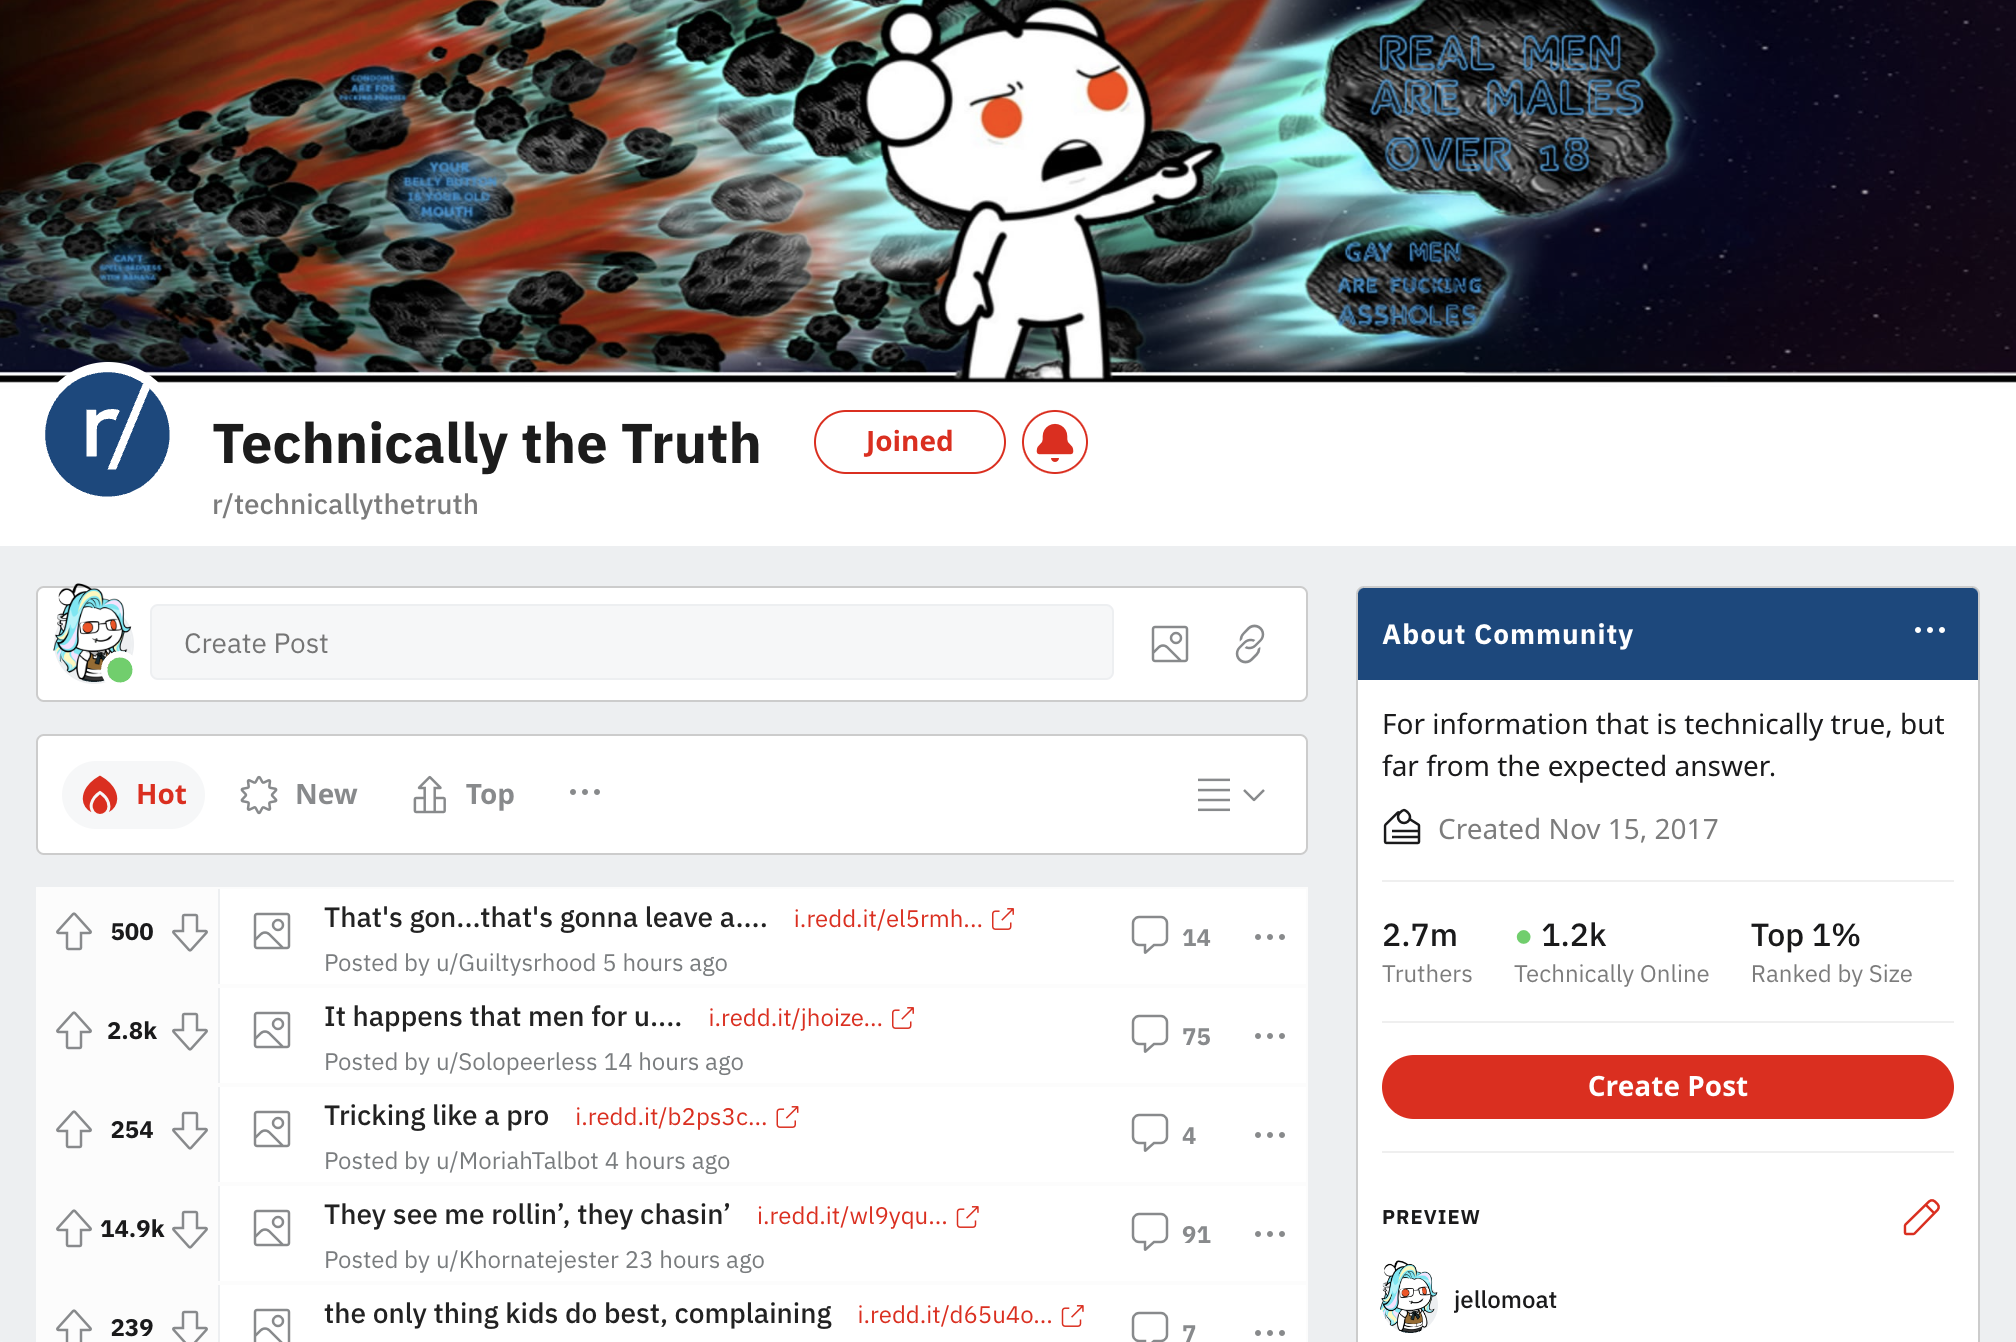 REAL MEN
ARE MALES
OVER 18
CONDOMS
ARE FOR
YOUR
BELLY BUTTON
IS YOUR OLD
MOUTH
CAN'T
SPELL BADNESS
WITH BANANA
GAY MEN
ARE FUCKING
ASSHOLES
r/
Technically the Truth
Joined
r/technicallythetruth
Create Post
Hot
New
Top
500
That's gon...that's gonna leave a.... i.redd.it/el5rmh...
14
Posted by u/Guiltysrhood 5 hours ago
2.8k
It happens that men for u.... i.redd.it/jhoize...
75
Posted by u/Solopeerless 14 hours ago
254
Tricking like a pro i.redd.it/b2ps3c...
4
Posted by u/MoriahTalbot 4 hours ago
14.9k
They see me rollin’, they chasin’ i.redd.it/wl9yqu...
91
Posted by u/Khornatejester 23 hours ago
239
the only thing kids do best, complaining i.redd.it/d65u4o...
7
About Community
For information that is technically true, but
far from the expected answer.
Created Nov 15, 2017
2.7m
Truthers
1.2k
Technically Online
Top 1%
Ranked by Size
Create Post
PREVIEW
jellomoat